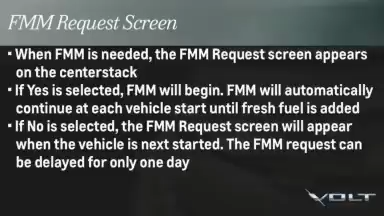 FMM Request Screen
• When FMM is needed, the FMM Request screen appears
on the centerstack
• If Yes is selected, FMM will begin. FMM will automatically
continue at each vehicle start until fresh fuel is added
• If No is selected, the FMM Request screen will appear
when the vehicle is next started. The FMM request can
be delayed for only one day
VOLT